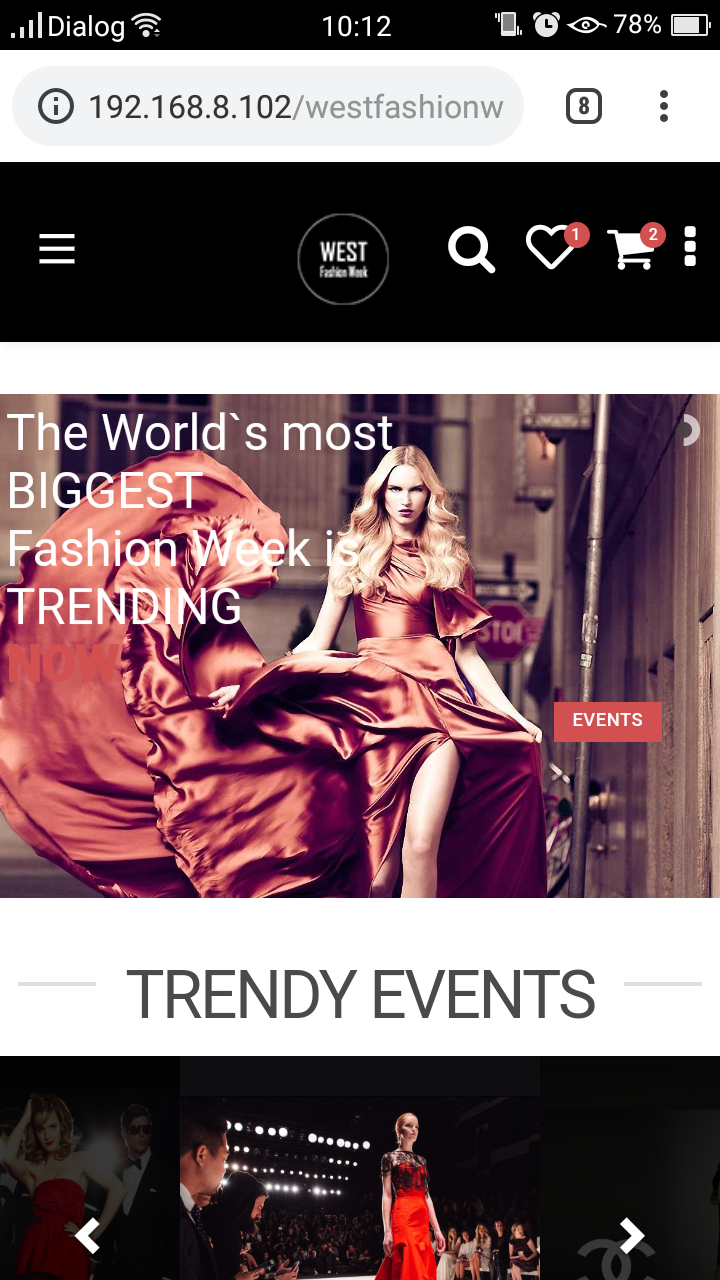 Dialog 10:12 78%
192.168.8.102/westfashionw 8
WEST
Fashion Week
1
2
The World`s most
BIGGEST
Fashion Week is
TRENDING
NOW
STOP
EVENTS
TRENDY EVENTS